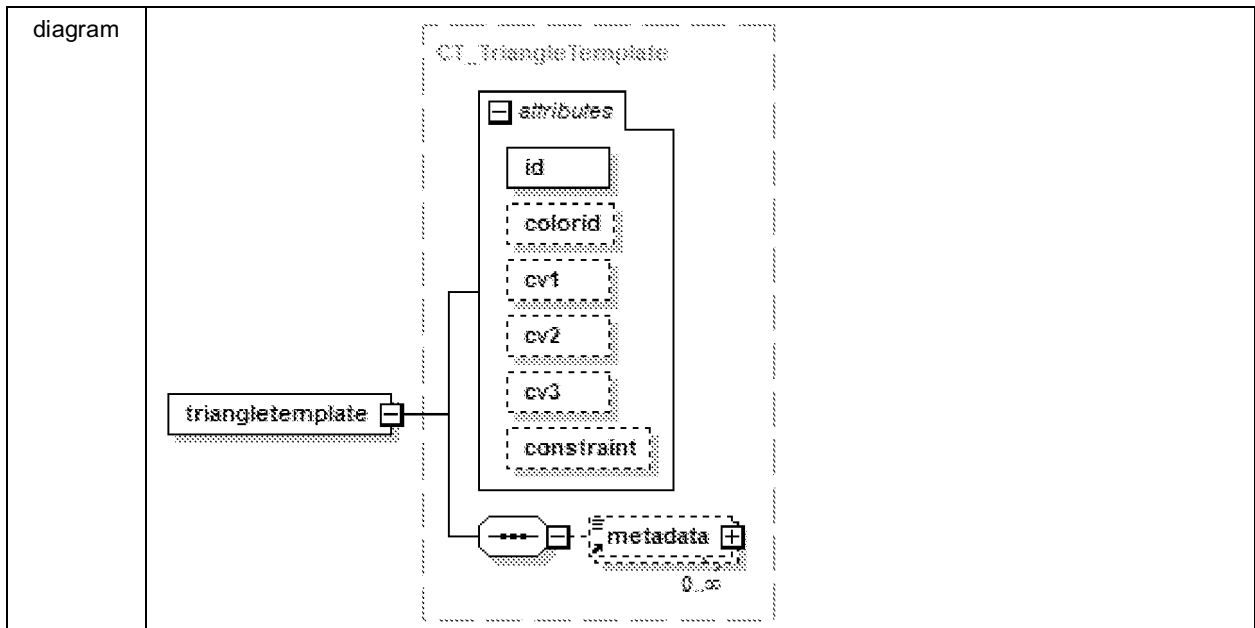 diagram
CT_TriangleTemplate
attributes
id
colorid
cv1
cv2
cv3
triangletemplate
constraint
metadata
0..∞